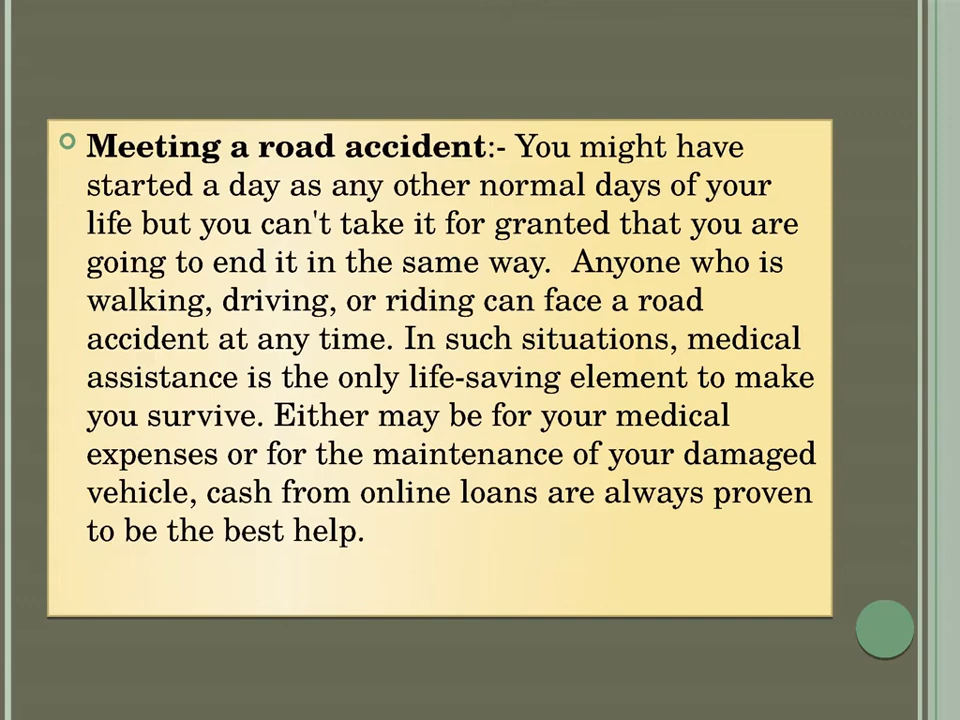 Meeting a road accident:- You might have
started a day as any other normal days of your
life but you can't take it for granted that you are
going to end it in the same way.  Anyone who is
walking, driving, or riding can face a road
accident at any time. In such situations, medical
assistance is the only life-saving element to make
you survive. Either may be for your medical
expenses or for the maintenance of your damaged
vehicle, cash from online loans are always proven
to be the best help.